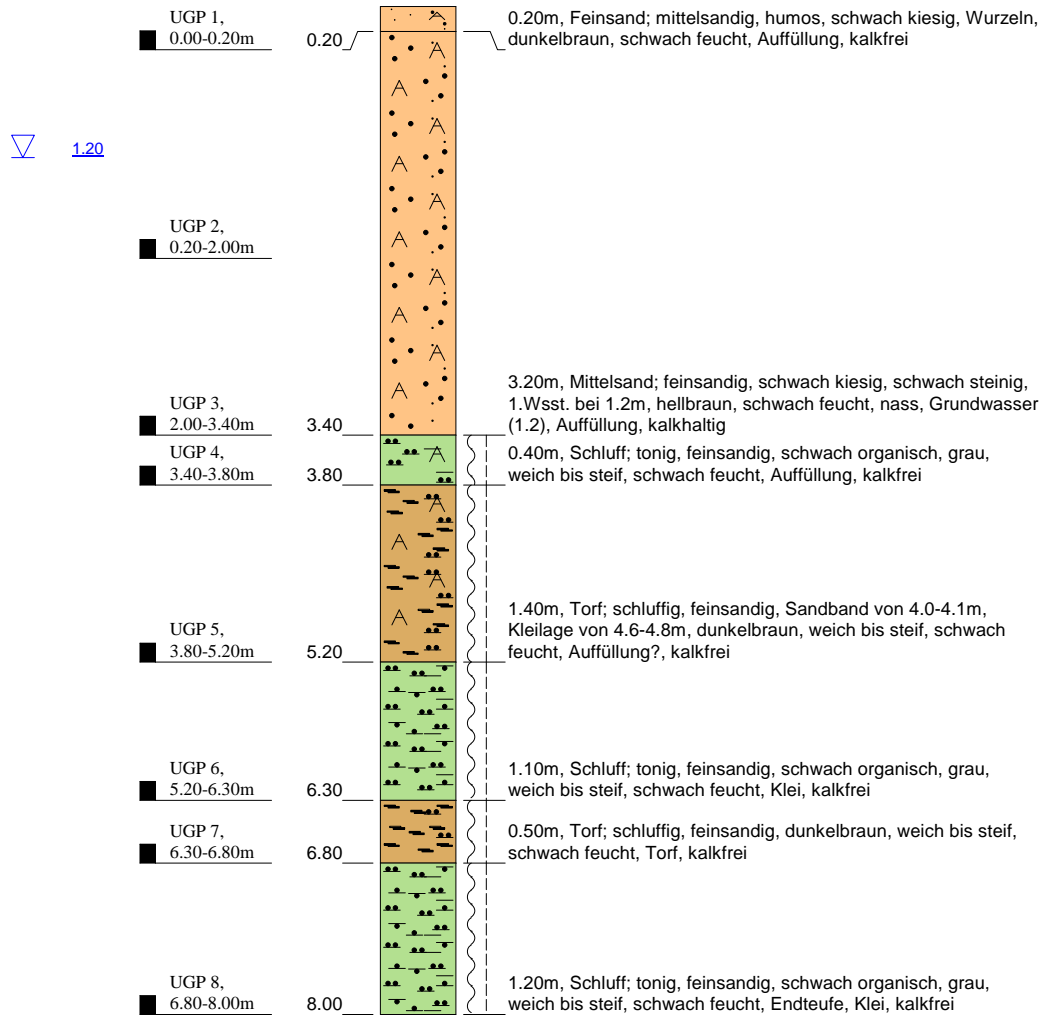 UGP 1,
0.00-0.20m
0.20
0.20m, Feinsand; mittelsandig, humos, schwach kiesig, Wurzeln,
dunkelbraun, schwach feucht, Auffüllung, kalkfrei
1.20
UGP 2,
0.20-2.00m
UGP 3,
2.00-3.40m
3.40
3.20m, Mittelsand; feinsandig, schwach kiesig, schwach steinig,
1.Wsst. bei 1.2m, hellbraun, schwach feucht, nass, Grundwasser
(1.2), Auffüllung, kalkhaltig
UGP 4,
3.40-3.80m
3.80
0.40m, Schluff; tonig, feinsandig, schwach organisch, grau,
weich bis steif, schwach feucht, Auffüllung, kalkfrei
UGP 5,
3.80-5.20m
5.20
1.40m, Torf; schluffig, feinsandig, Sandband von 4.0-4.1m,
Kleilage von 4.6-4.8m, dunkelbraun, weich bis steif, schwach
feucht, Auffüllung?, kalkfrei
UGP 6,
5.20-6.30m
6.30
1.10m, Schluff; tonig, feinsandig, schwach organisch, grau,
weich bis steif, schwach feucht, Klei, kalkfrei
UGP 7,
6.30-6.80m
6.80
0.50m, Torf; schluffig, feinsandig, dunkelbraun, weich bis steif,
schwach feucht, Torf, kalkfrei
UGP 8,
6.80-8.00m
8.00
1.20m, Schluff; tonig, feinsandig, schwach organisch, grau,
weich bis steif, schwach feucht, Endteufe, Klei, kalkfrei